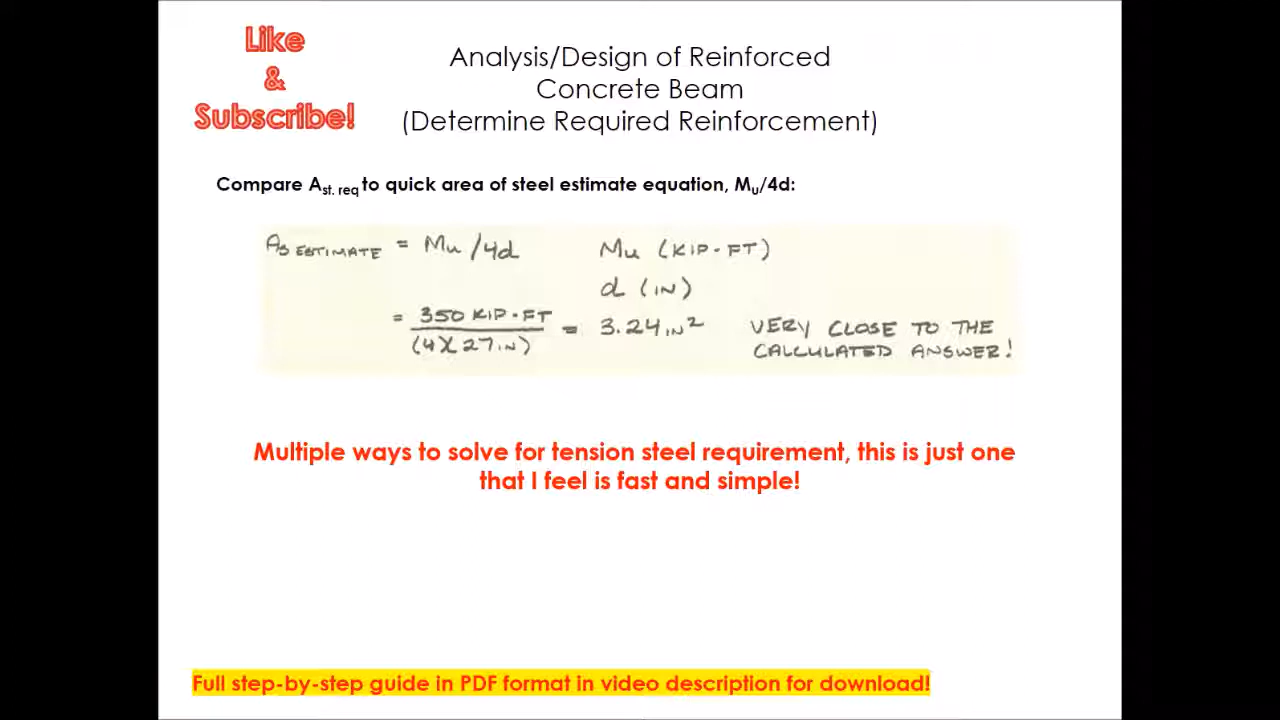 Like
&
Subscribe!
Analysis/Design of Reinforced
Concrete Beam
(Determine Required Reinforcement)
Compare Ast. req to quick area of steel estimate equation, Mu/4d:
As ESTIMATE = Mu/4d Mu (KIP-FT)
d (IN)
= 350 KIP-FT / (4)(27 IN) = 3.24 IN² VERY CLOSE TO THE
CALCULATED ANSWER!
Multiple ways to solve for tension steel requirement, this is just one
that I feel is fast and simple!
Full step-by-step guide in PDF format in video description for download!